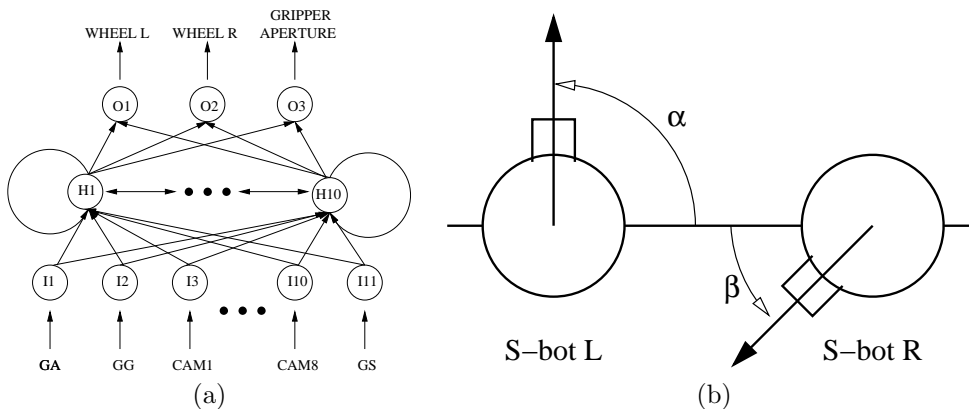 GRIPPER
WHEEL L WHEEL R APERTURE
O1 O2 O3
H1 H10
I1 I2 I3 I10 I11
GA GG CAM1 CAM8 GS
(a)
α
β
S-bot L S-bot R
(b)